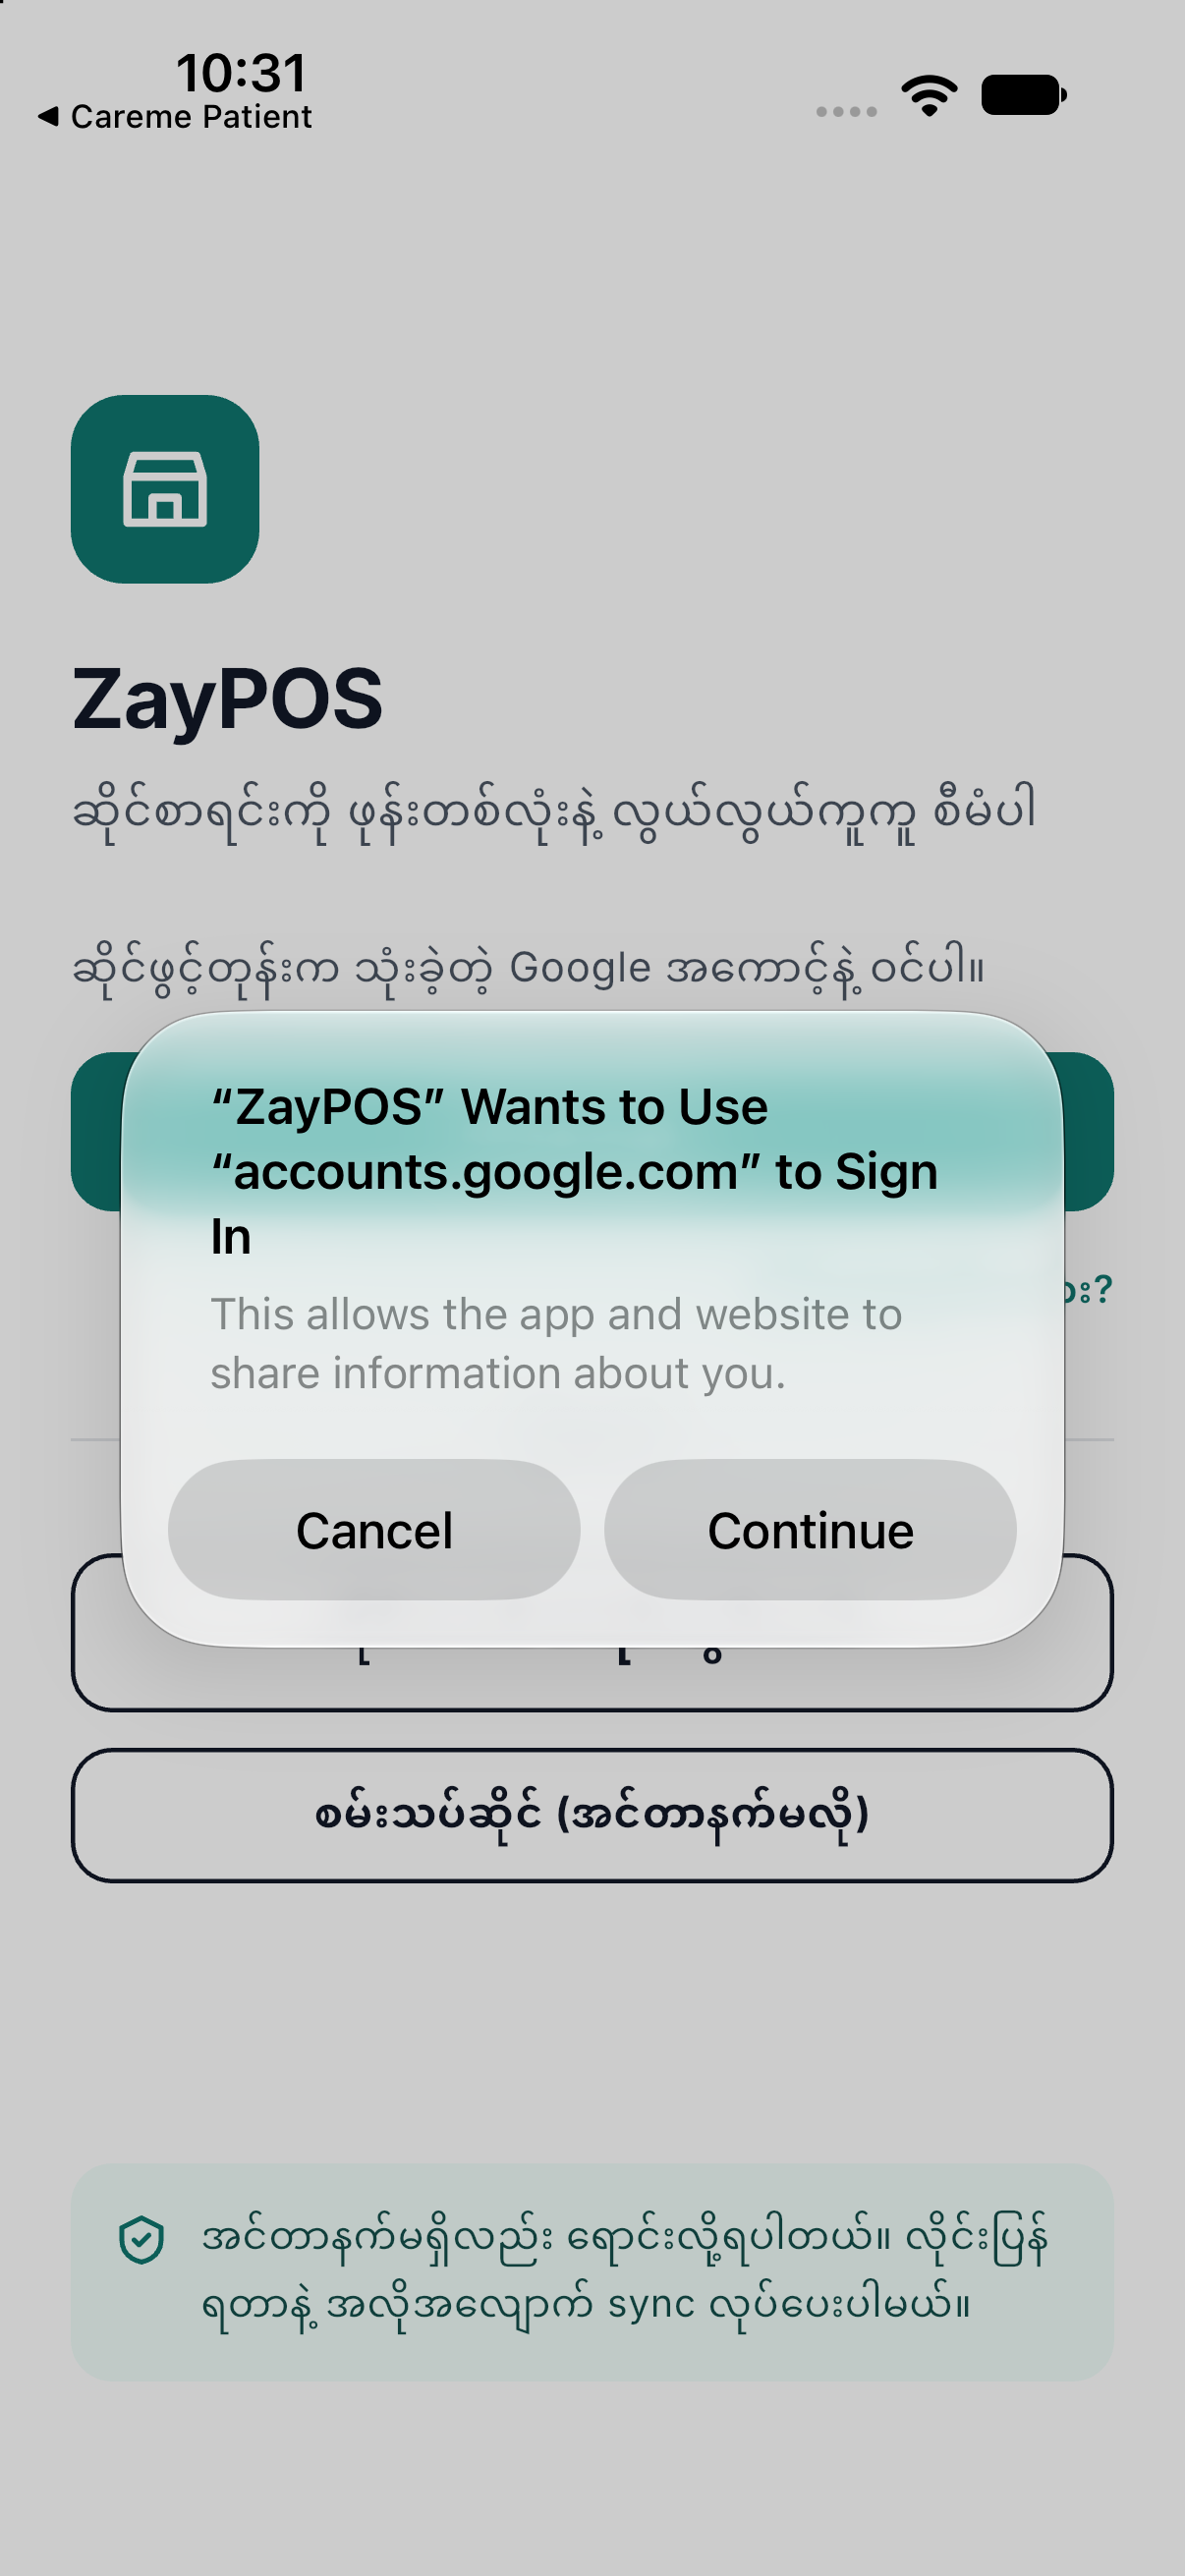 10:31
◀ Careme Patient
ZayPOS
ဆိုင်စာရင်းကို ဖုန်းတစ်လုံးနဲ့ လွယ်လွယ်ကူကူ စီမံပါ
ဆိုင်ဖွင့်တုန်းက သုံးခဲ့တဲ့ Google အကောင့်နဲ့ ဝင်ပါ။
“ZayPOS” Wants to Use
“accounts.google.com” to Sign
In
This allows the app and website to
share information about you.
Cancel
Continue
စမ်းသပ်ဆိုင် (အင်တာနက်မလို)
အင်တာနက်မရှိလည်း ရောင်းလို့ရပါတယ်။ လိုင်းပြန်
ရတာနဲ့ အလိုအလျောက် sync လုပ်ပေးပါမယ်။